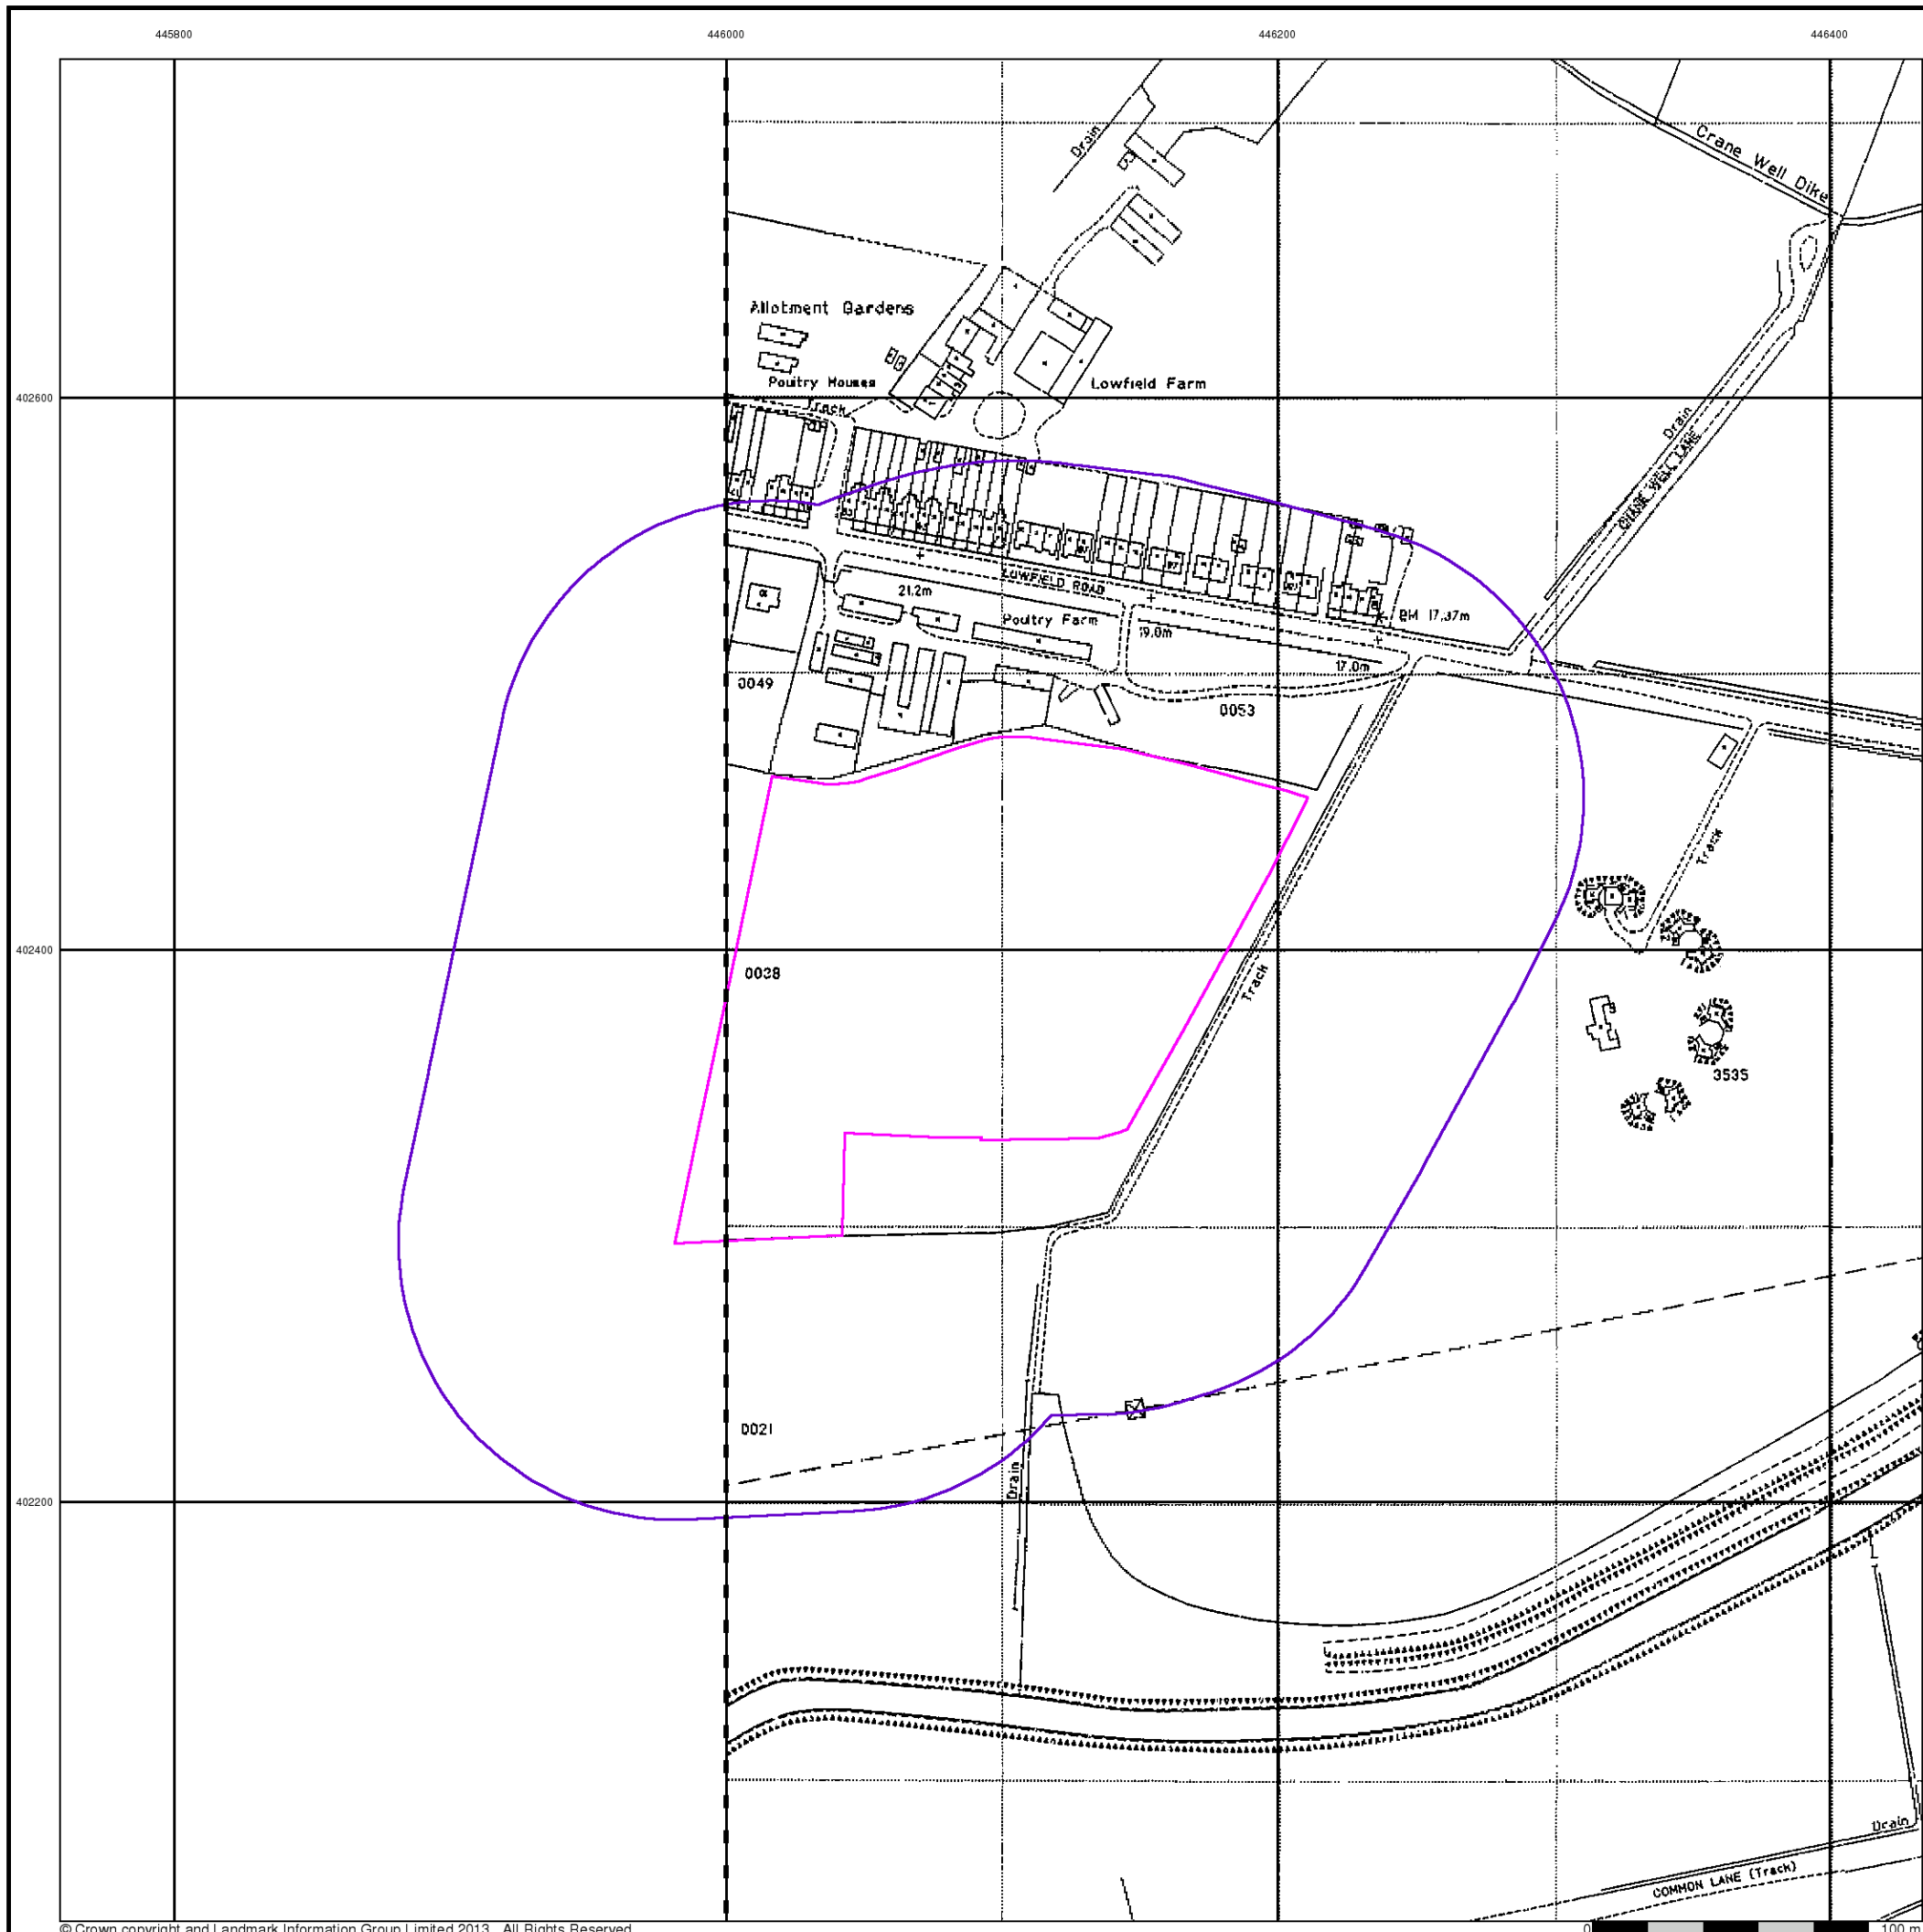 445800 446000 446200 446400
Drain
Crane Well Dike
Allotment Gardens
Poultry Houses
Lowfield Farm
402600
Track
Drain
CRANE WELL LANE
LOWFIELD ROAD
21.2m
Poultry Farm
BM 17.37m
19.0m
17.0m
0049
0053
Track
402400
0038
Track
3535
0021
402200
Drain
Drain
COMMON LANE (Track)
© Crown copyright and Landmark Information Group Limited 2013. All Rights Reserved.
0 100 m